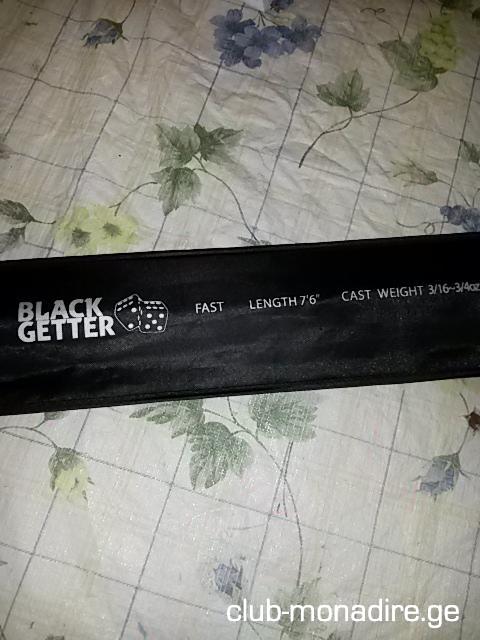 BLACK
GETTER
FAST LENGTH 7'6" CAST WEIGHT 3/16~3/4oz
club-monadire.ge